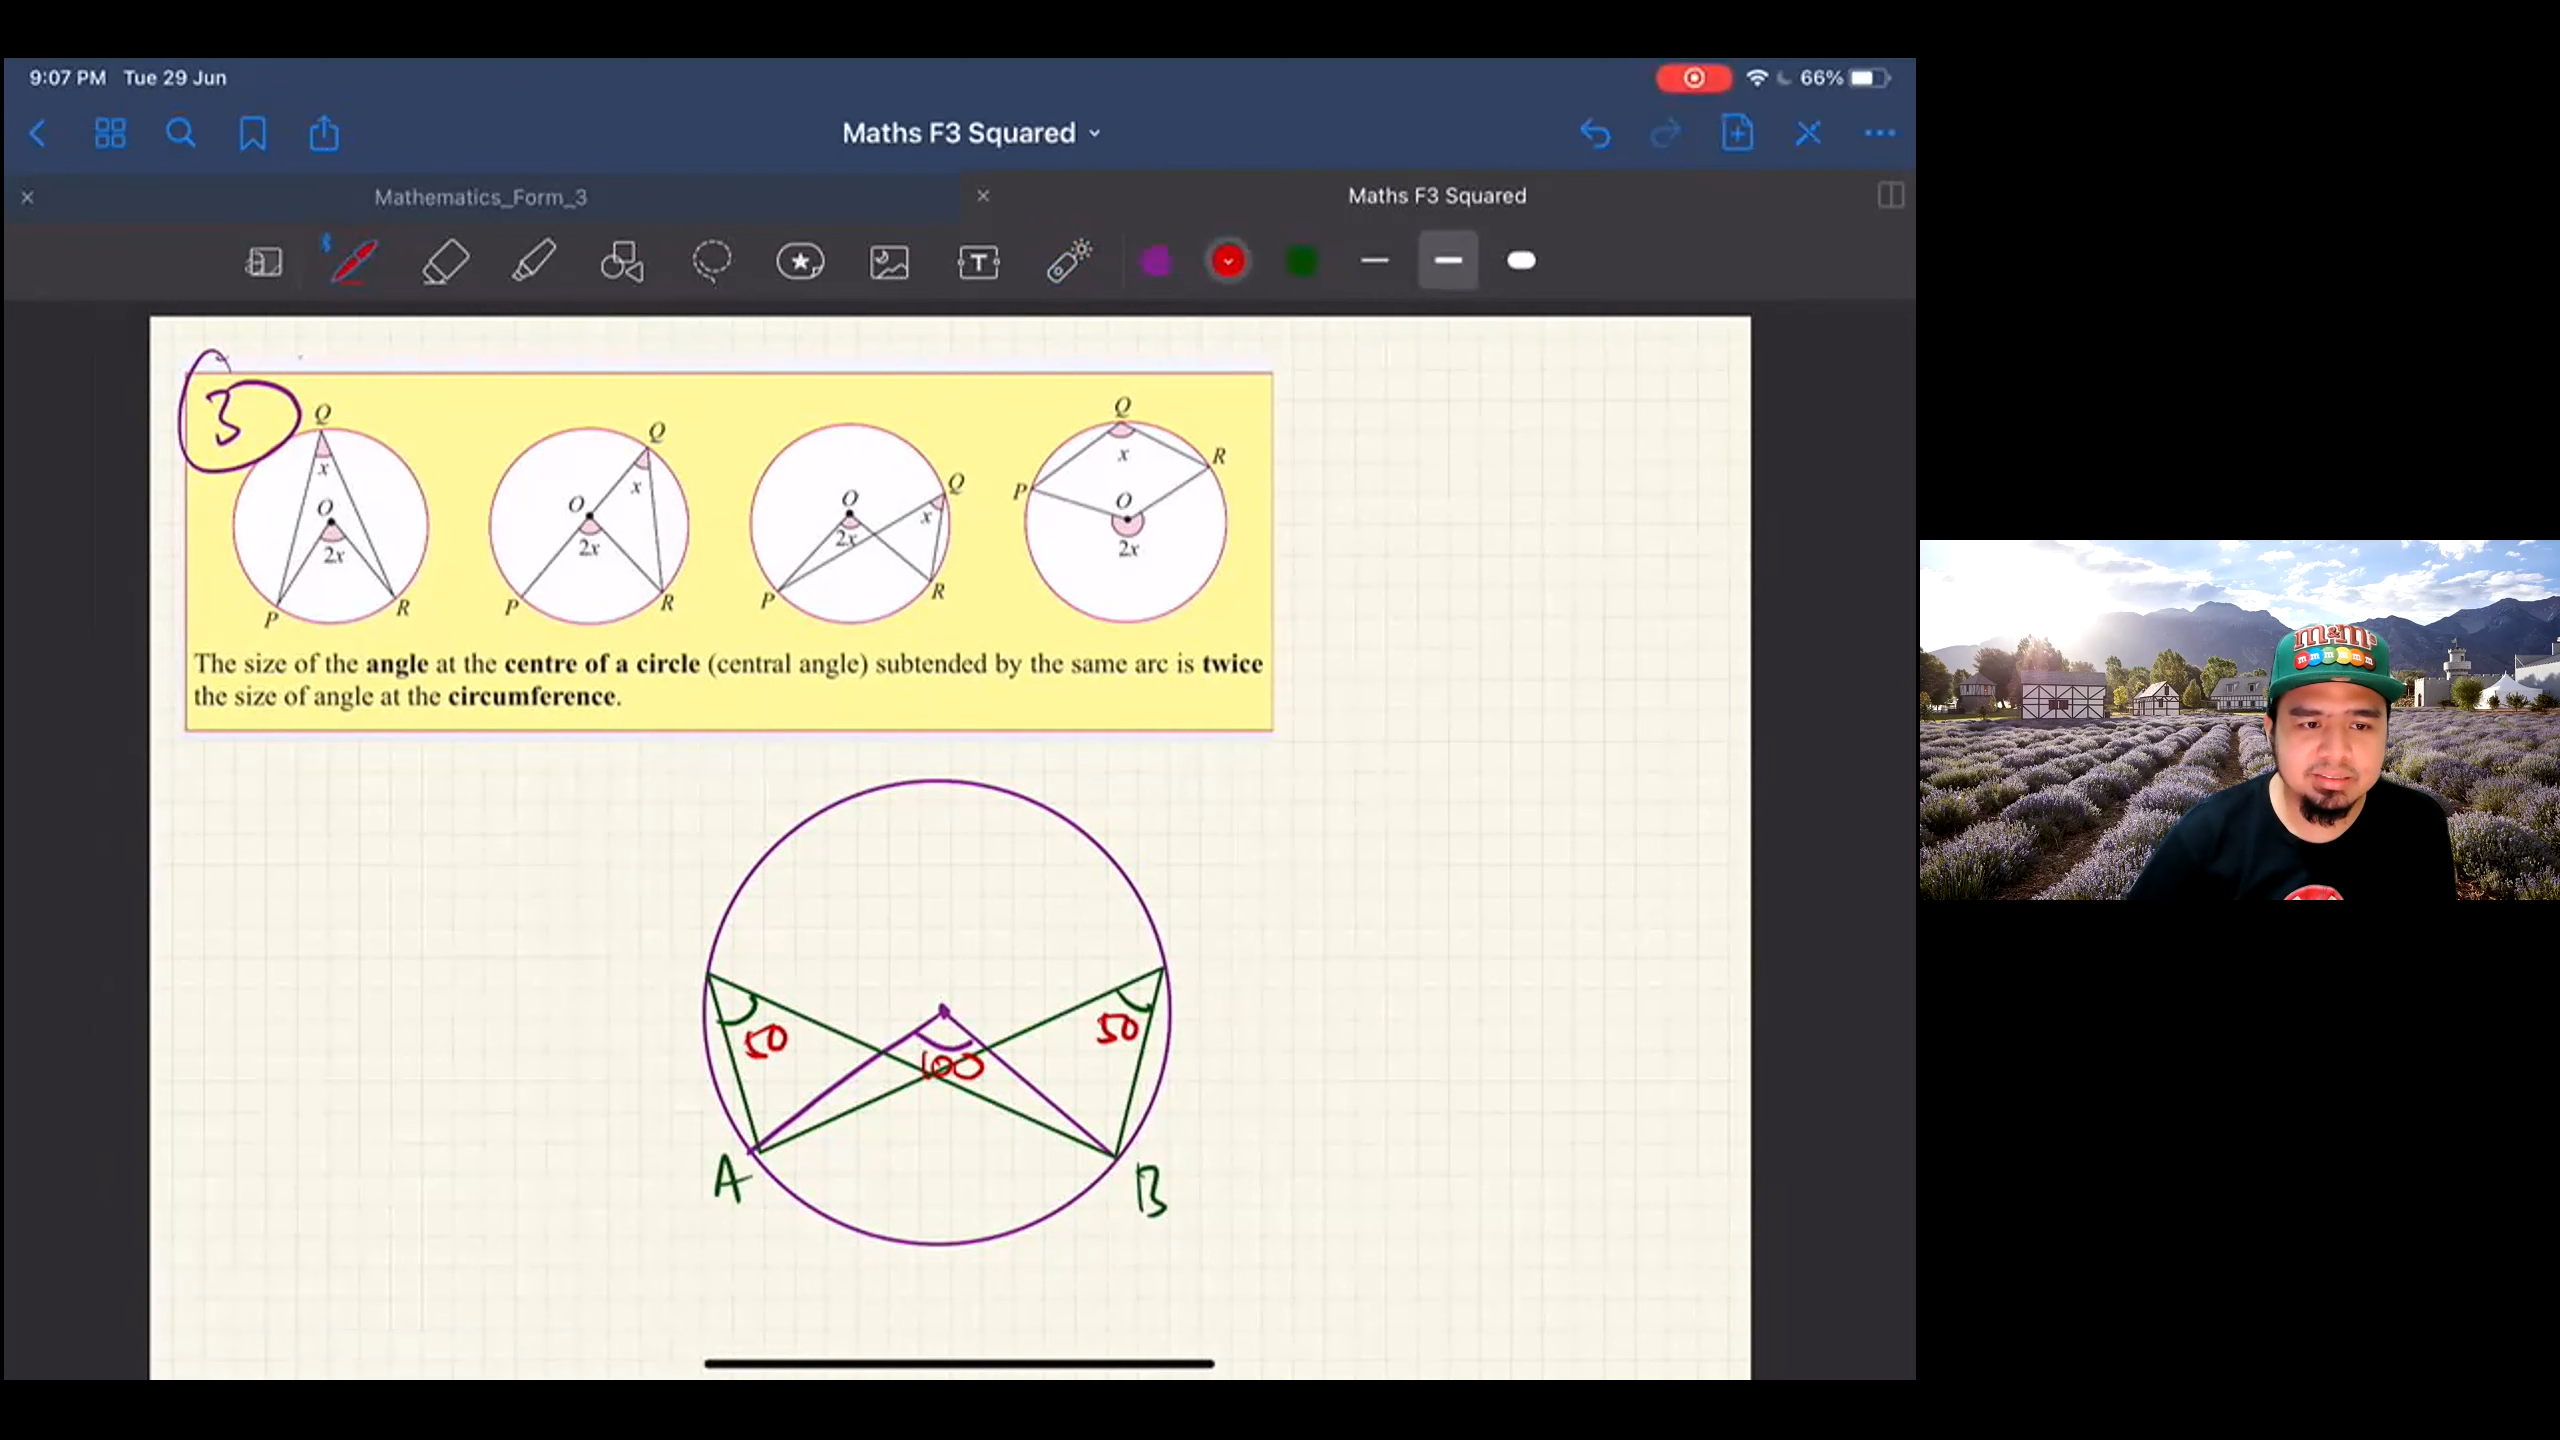 9:07 PM Tue 29 Jun
66%
Maths F3 Squared
Mathematics_Form_3
Maths F3 Squared
T
3
Q
x
O
2x
P
R
Q
O
x
2x
P
R
O
Q
x
2x
P
R
Q
x
R
P
O
2x
The size of the angle at the centre of a circle (central angle) subtended by the same arc is twice
the size of angle at the circumference.
50
50
100
A
B
m&m's
m m m m m